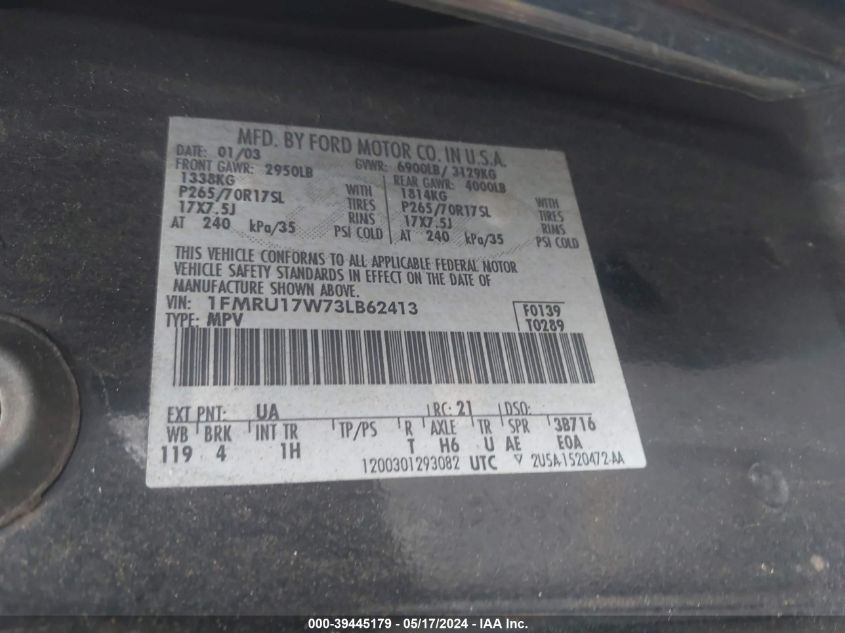 MFD. BY FORD MOTOR CO. IN U.S.A.
DATE: 01/03 GVWR: 6900LB/ 3129KG
FRONT GAWR: 2950LB REAR GAWR: 4000LB
1338KG WITH 1814KG WITH
P265/70R17SL TIRES P265/70R17SL TIRES
17X7.5J RIMS 17X7.5J RIMS
AT 240 kPa/35 PSI COLD AT 240 kPa/35 PSI COLD
THIS VEHICLE CONFORMS TO ALL APPLICABLE FEDERAL MOTOR
VEHICLE SAFETY STANDARDS IN EFFECT ON THE DATE OF
MANUFACTURE SHOWN ABOVE.
VIN: 1FMRU17W73LB62413 F0139
TYPE: MPV T0289
EXT PNT: UA RC: 21 DSO:
WB BRK INT TR TP/PS R AXLE TR SPR 3B716
119 4 1H T H6 U AE E0A
1200301293082 UTC ▽ 2U5A-1520472-AA
000-39445179 - 05/17/2024 - IAA Inc.